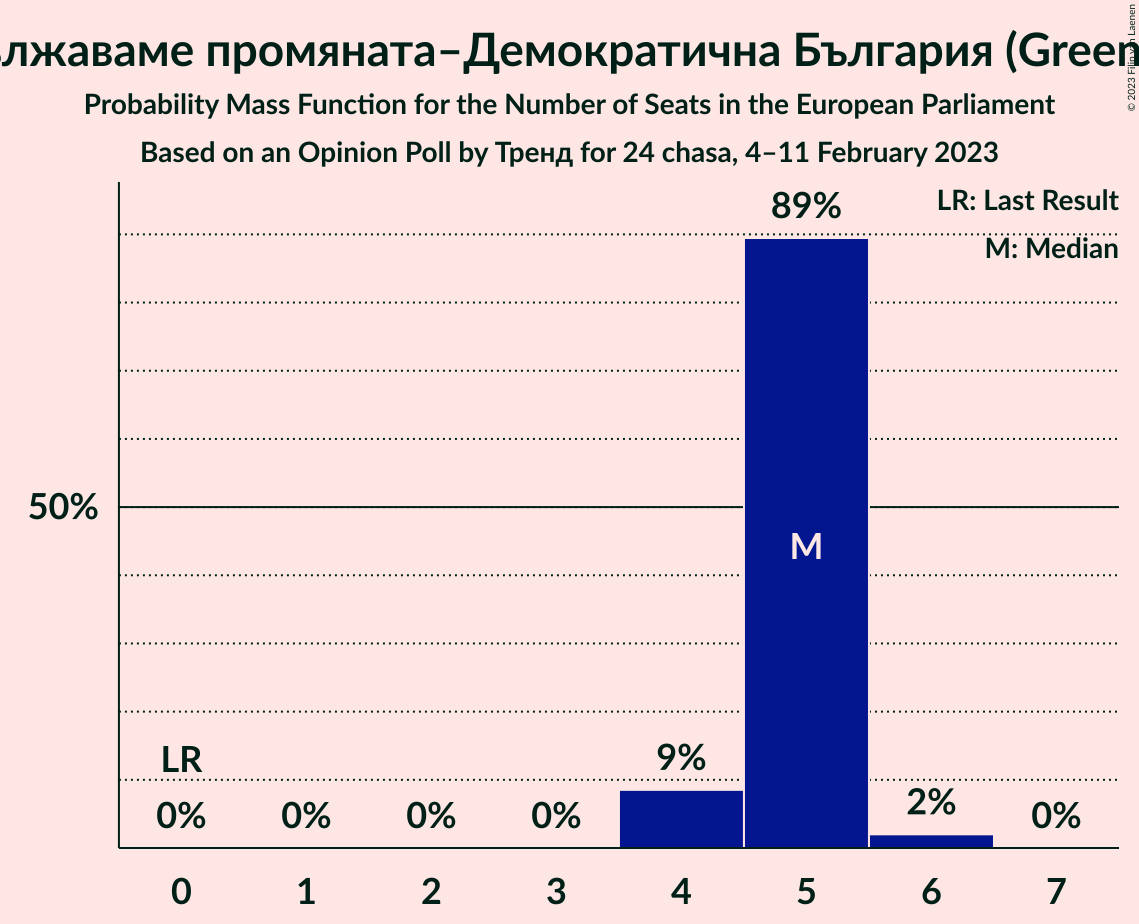 лжаваме промяната–Демократична България (Green
Probability Mass Function for the Number of Seats in the European Parliament
Based on an Opinion Poll by Тренд for 24 chasa, 4–11 February 2023
© 2023 Filip van Laenen
LR: Last Result
M: Median
89%
50%
M
LR
9%
2%
0% 0% 0% 0% 0%
0 1 2 3 4 5 6 7